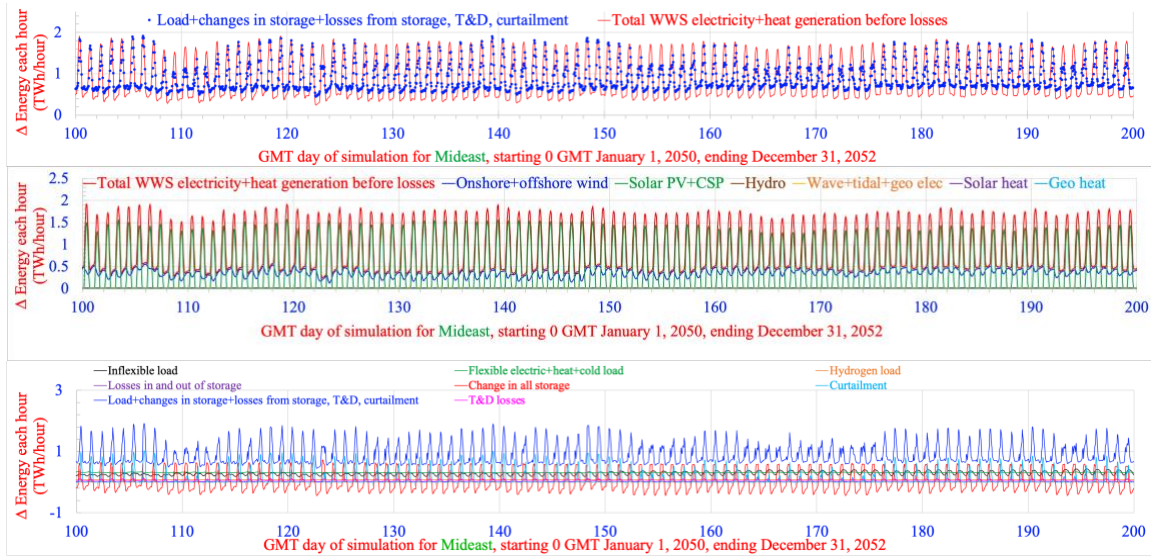 Load+changes in storage+losses from storage, T&D, curtailment Total WWS electricity+heat generation before losses
Δ Energy each hour
(TWh/hour)
2
1
0
100 110 120 130 140 150 160 170 180 190 200
GMT day of simulation for Mideast, starting 0 GMT January 1, 2050, ending December 31, 2052
Total WWS electricity+heat generation before losses Onshore+offshore wind Solar PV+CSP Hydro Wave+tidal+geo elec Solar heat Geo heat
Δ Energy each hour
(TWh/hour)
2.5
2
1.5
1
0.5
0
100 110 120 130 140 150 160 170 180 190 200
GMT day of simulation for Mideast, starting 0 GMT January 1, 2050, ending December 31, 2052
Inflexible load Flexible electric+heat+cold load Hydrogen load
Losses in and out of storage Change in all storage Curtailment
Load+changes in storage+losses from storage, T&D, curtailment T&D losses
Δ Energy each hour
(TWh/hour)
3
1
-1
100 110 120 130 140 150 160 170 180 190 200
GMT day of simulation for Mideast, starting 0 GMT January 1, 2050, ending December 31, 2052